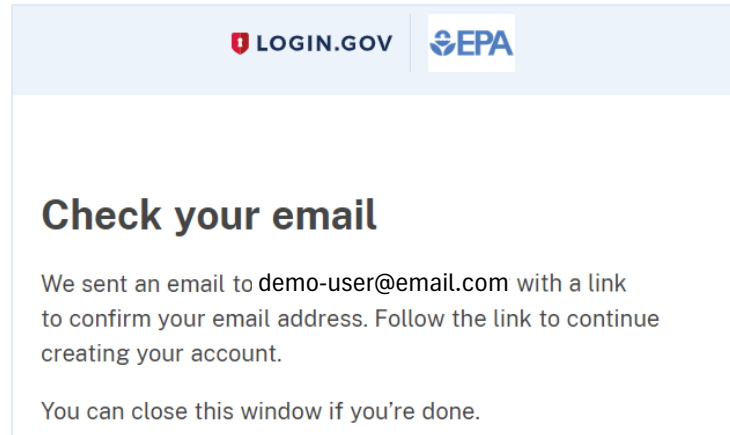 LOGIN.GOV EPA
Check your email
We sent an email to demo-user@email.com with a link
to confirm your email address. Follow the link to continue
creating your account.
You can close this window if you’re done.